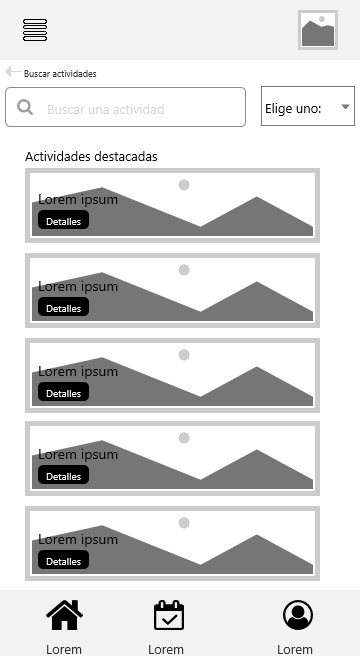 Buscar actividades
Buscar una actividad
Elige uno:
Actividades destacadas
Lorem ipsum
Detalles
Lorem ipsum
Detalles
Lorem ipsum
Detalles
Lorem ipsum
Detalles
Lorem ipsum
Detalles
Lorem Lorem Lorem